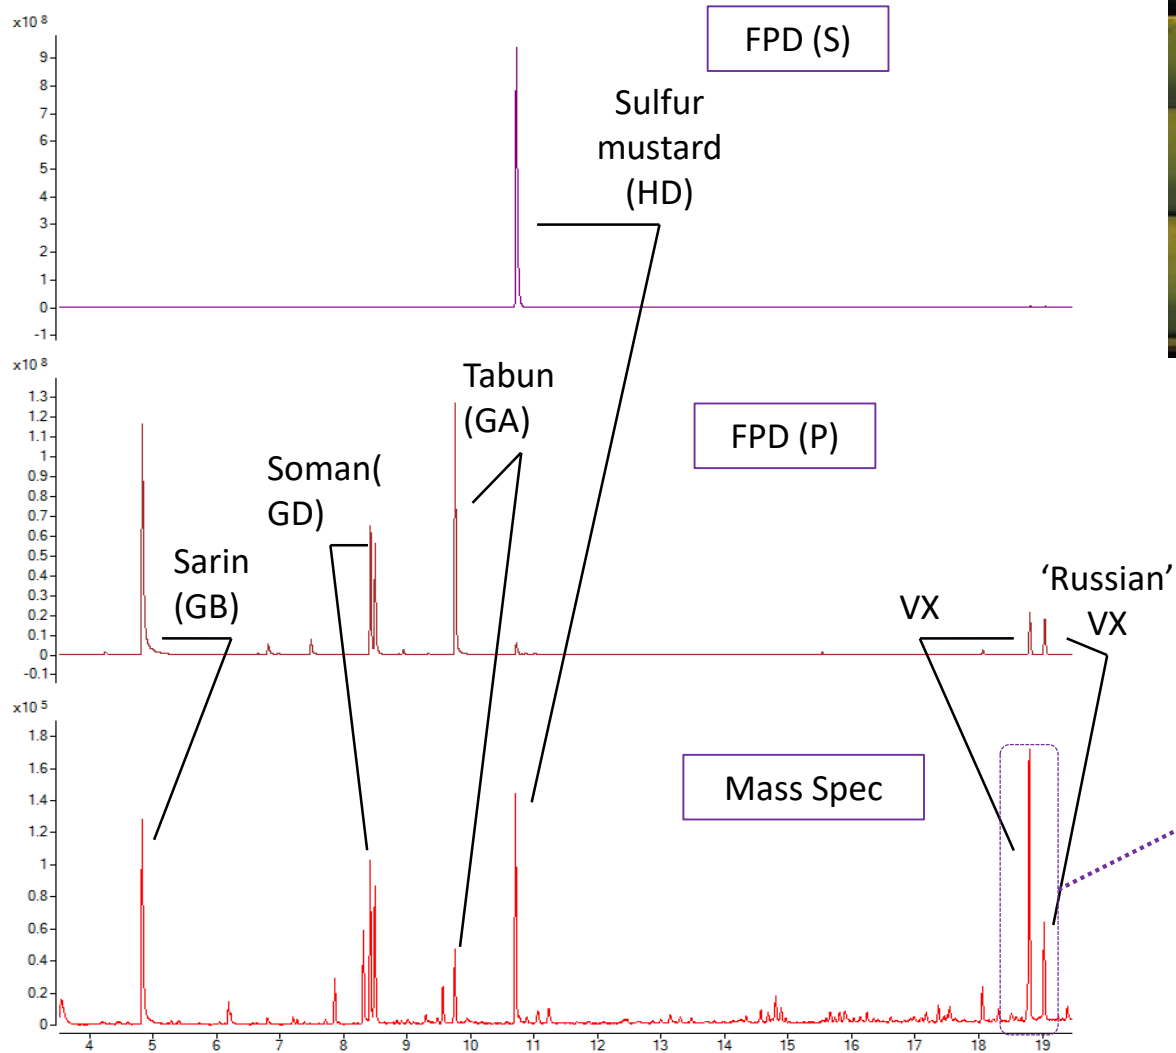 x10 8
FPD (S)
9
8
7
6
5
4
3
2
1
0
-1
Sulfur
mustard
(HD)
x10 8
1.3
1.2
1.1
1
0.9
0.8
0.7
0.6
0.5
0.4
0.3
0.2
0.1
0
-0.1
Tabun
(GA)
FPD (P)
Soman(
GD)
Sarin
(GB)
VX
‘Russian’
VX
x10 5
1.8
1.6
1.4
1.2
1
0.8
0.6
0.4
0.2
0
Mass Spec
4 5 6 7 8 9 10 11 12 13 14 15 16 17 18 19